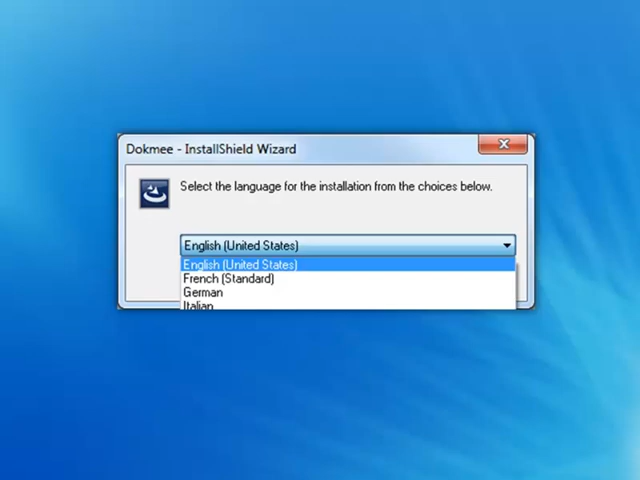 Dokmee - InstallShield Wizard
Select the language for the installation from the choices below.
English (United States)
English (United States)
French (Standard)
German
Italian